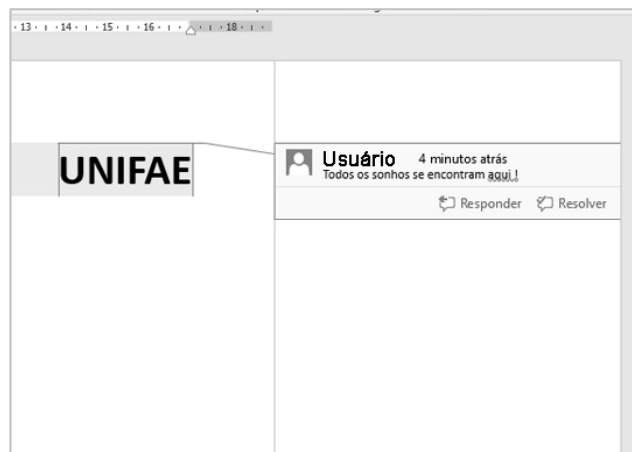 · 13 · ı · 14 · ı · 15 · ı · 16 · ı · ı · 18 · ı ·
UNIFAE
Usuário 4 minutos atrás
Todos os sonhos se encontram aqui !
Responder Resolver